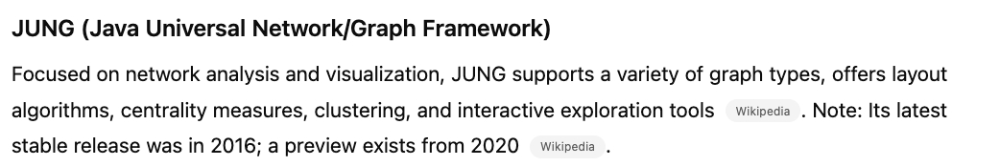 JUNG (Java Universal Network/Graph Framework)
Focused on network analysis and visualization, JUNG supports a variety of graph types, offers layout
algorithms, centrality measures, clustering, and interactive exploration tools Wikipedia . Note: Its latest
stable release was in 2016; a preview exists from 2020 Wikipedia .